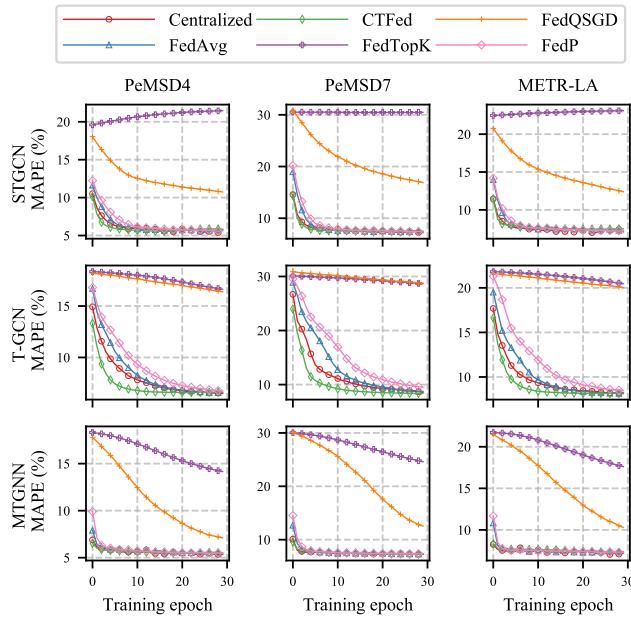 Centralized CTFed FedQSGD
FedAvg FedTopK FedP
PeMSD4 PeMSD7 METR-LA
STGCN
MAPE (%)
20
15
10
5
30
20
10
20
15
10
T-GCN
MAPE (%)
15
10
30
20
10
20
15
10
MTGNN
MAPE (%)
15
10
5
30
20
10
20
15
10
0 10 20 30 0 10 20 30 0 10 20 30
Training epoch Training epoch Training epoch